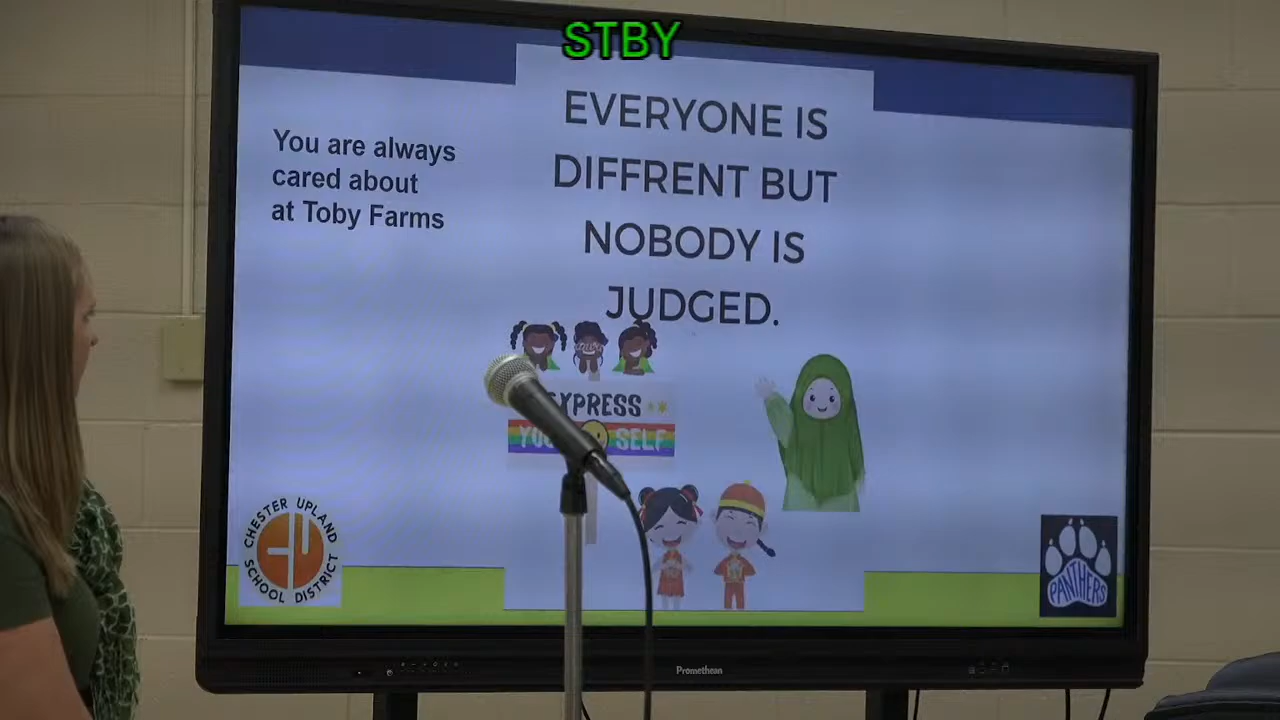 STBY
EVERYONE IS
DIFFRENT BUT
NOBODY IS
JUDGED.
You are always
cared about
at Toby Farms
EXPRESS
SELF
CHESTER UPLAND
SCHOOL DISTRICT
CU
PANTHERS
Promethean